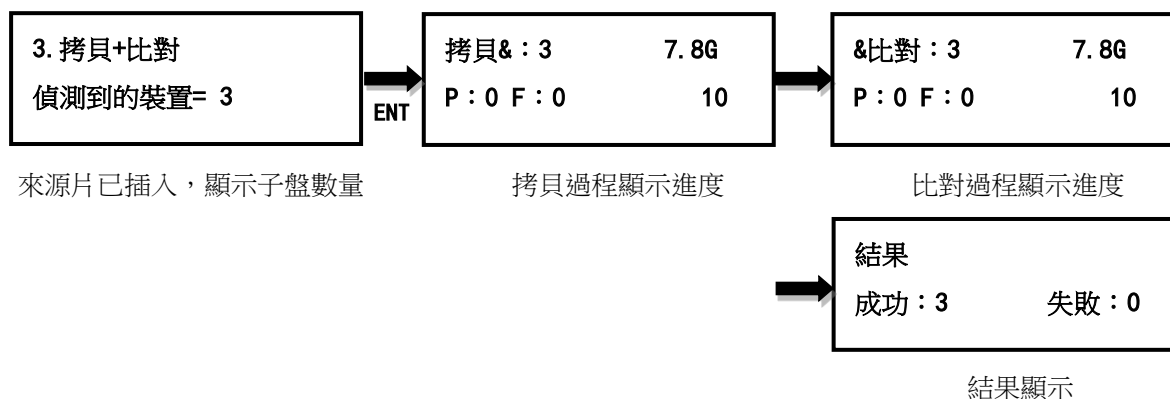 3. 拷貝+比對
偵測到的裝置= 3
ENT
拷貝&：3 7.8G
P：0 F：0 10
&比對：3 7.8G
P：0 F：0 10
來源片已插入，顯示子盤數量
拷貝過程顯示進度
比對過程顯示進度
結果
成功：3 失敗：0
結果顯示